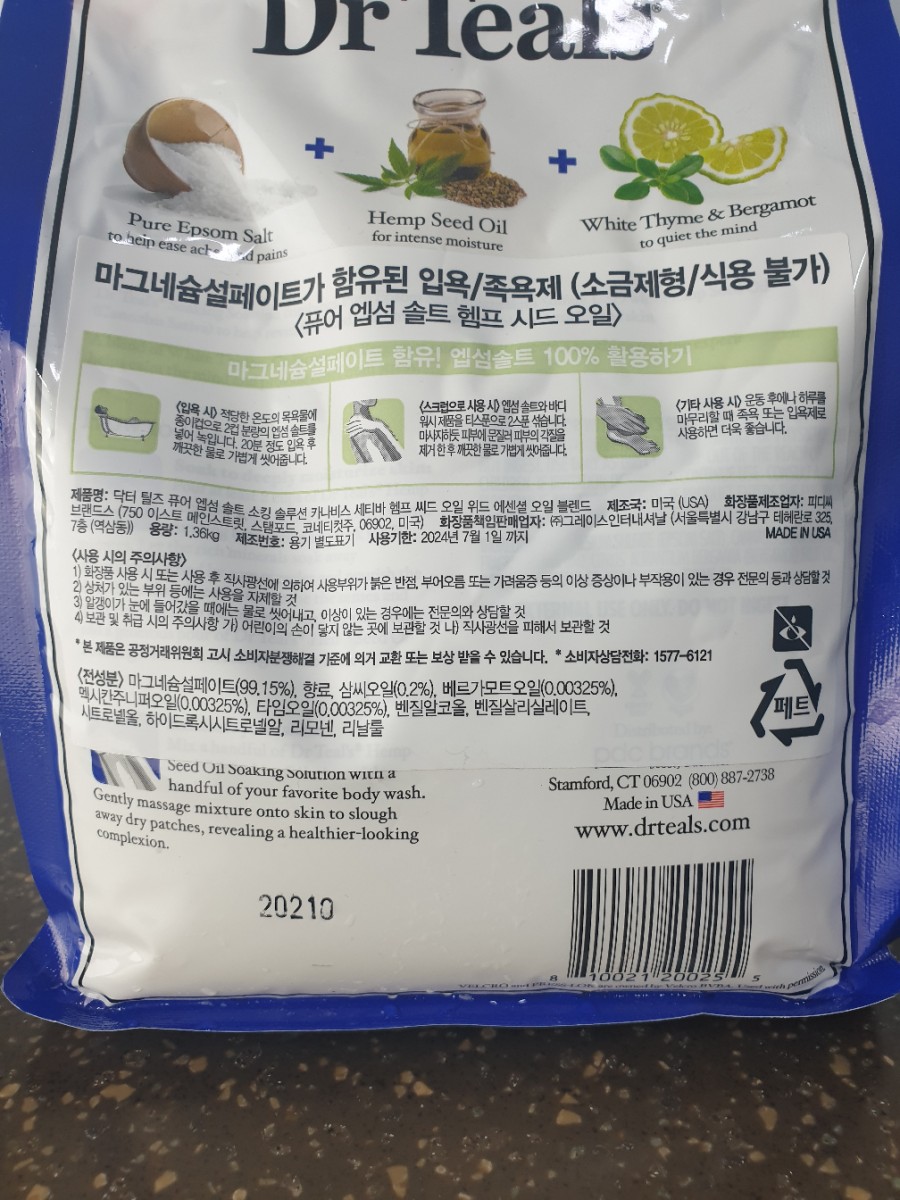 Dr Teals
+
+
Pure Epsom Salt
to help ease aches and pains
Hemp Seed Oil
for intense moisture
White Thyme & Bergamot
to quiet the mind
마그네슘설페이트가 함유된 입욕/족욕제 (소금제형/식용 불가)
<퓨어 엡섬 솔트 헴프 시드 오일>
마그네슘설페이트 함유! 엡섬솔트 100% 활용하기
<입욕 시> 적당한 온도의 목욕물에
종이컵으로 2컵 분량의 엡섬 솔트를
넣어 녹입니다. 20분 정도 입욕 후
깨끗한 물로 가볍게 씻어줍니다.
<스크럽으로 사용 시> 엡섬 솔트와 바디
워시 제품을 티스푼으로 2스푼 섞습니다.
마사지하듯 피부에 문질러 피부의 각질을
제거 한 후 깨끗한 물로 가볍게 씻어줍니다.
<기타 사용 시> 운동 후에나 하루를
마무리할 때 족욕 또는 입욕제로
사용하면 더욱 좋습니다.
제품명: 닥터 틸즈 퓨어 엡섬 솔트 소킹 솔루션 카나비스 세티바 헴프 씨드 오일 위드 에센셜 오일 블렌드 제조국: 미국 (USA) 화장품제조업자: 피디씨
브랜드스 (750 이스트 메인스트릿, 스탬포드, 코네티컷주, 06902, 미국) 화장품책임판매업자: ㈜그레이스인터내셔날 (서울특별시 강남구 테헤란로 325,
7층 (역삼동)) 용량: 1.36kg 제조번호: 용기 별도표기 사용기한: 2024년 7월 1일 까지 MADE IN USA
<사용 시의 주의사항>
1) 화장품 사용 시 또는 사용 후 직사광선에 의하여 사용부위가 붉은 반점, 부어오름 또는 가려움증 등의 이상 증상이나 부작용이 있는 경우 전문의 등과 상담할 것
2) 상처가 있는 부위 등에는 사용을 자제할 것
3) 알갱이가 눈에 들어갔을 때에는 물로 씻어내고, 이상이 있는 경우에는 전문의와 상담할 것
4) 보관 및 취급 시의 주의사항 가) 어린이의 손이 닿지 않는 곳에 보관할 것 나) 직사광선을 피해서 보관할 것
* 본 제품은 공정거래위원회 고시 소비자분쟁해결 기준에 의거 교환 또는 보상 받을 수 있습니다. * 소비자상담전화: 1577-6121
<전성분> 마그네슘설페이트(99.15%), 향료, 삼씨오일(0.2%), 베르가모트오일(0.00325%),
멕시칸주니퍼오일(0.00325%), 타임오일(0.00325%), 벤질알코올, 벤질살리실레이트,
시트로넬올, 하이드록시시트로넬알, 리모넨, 리날룰
페트
Seed Oil Soaking Solution with a
handful of your favorite body wash.
Gently massage mixture onto skin to slough
away dry patches, revealing a healthier-looking
complexion.
Stamford, CT 06902 (800) 887-2738
Made in USA
www.drteals.com
20210
8 10021 20025 5
VELCRO and PRESS-LOK are owned by Velcro BVBA. Used with permission.